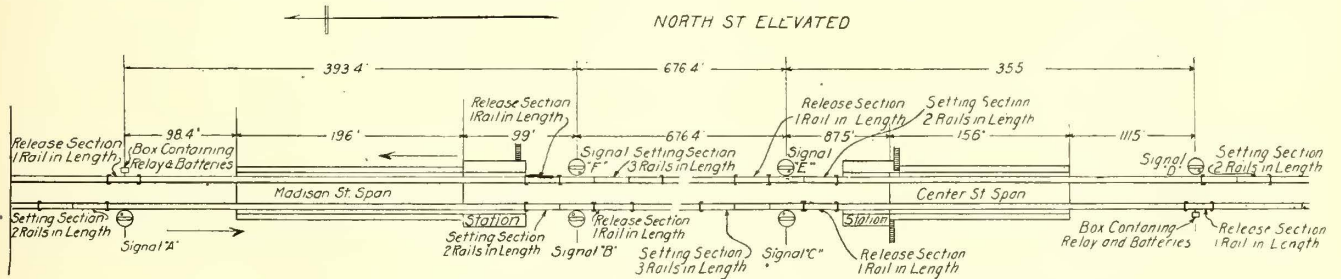 NORTH ST ELEVATED
393.4'
676.4'
355
Release Section
1 Rail in Length
98.4'
Box Containing
Relay & Batteries
196'
Release Section
1 Rail in Length
99'
Signal
"F"
Setting Section
3 Rails in Length
676.4'
Release Section
1 Rail in Length
Signal
"E"
87.5'
Setting Section
2 Rails in Length
156'
111.5'
Signal
"D"
Setting Section
2 Rails in Length
Madisan St. Span
Center St Span
Setting Section
2 Rails in Length
Signal "A"
Station
Setting Section
2 Rails in Length
Signal "B"
Release Section
1 Rail in Length
Setting Section
3 Rails in Length
Signal "C"
Station
Release Section
1 Rail in Length
Box Containing
Relay and Batteries
Release Section
1 Rail in Length